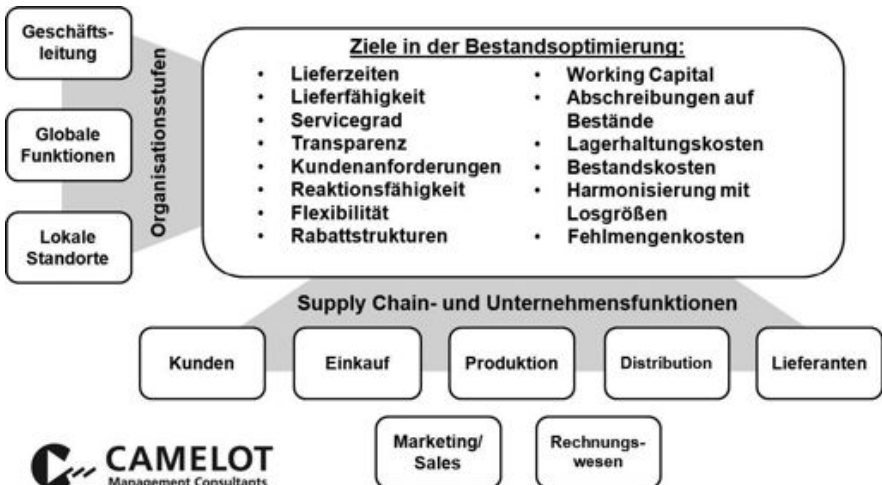 Geschäfts-
leitung
Globale
Funktionen
Lokale
Standorte
Organisationsstufen
Ziele in der Bestandsoptimierung:
• Lieferzeiten
• Lieferfähigkeit
• Servicegrad
• Transparenz
• Kundenanforderungen
• Reaktionsfähigkeit
• Flexibilität
• Rabattstrukturen
• Working Capital
• Abschreibungen auf
Bestände
• Lagerhaltungskosten
• Bestandskosten
• Harmonisierung mit
Losgrößen
• Fehlmengenkosten
Supply Chain- und Unternehmensfunktionen
Kunden
Einkauf
Produktion
Distribution
Lieferanten
Marketing/
Sales
Rechnungs-
wesen
CAMELOT
Management Consultants